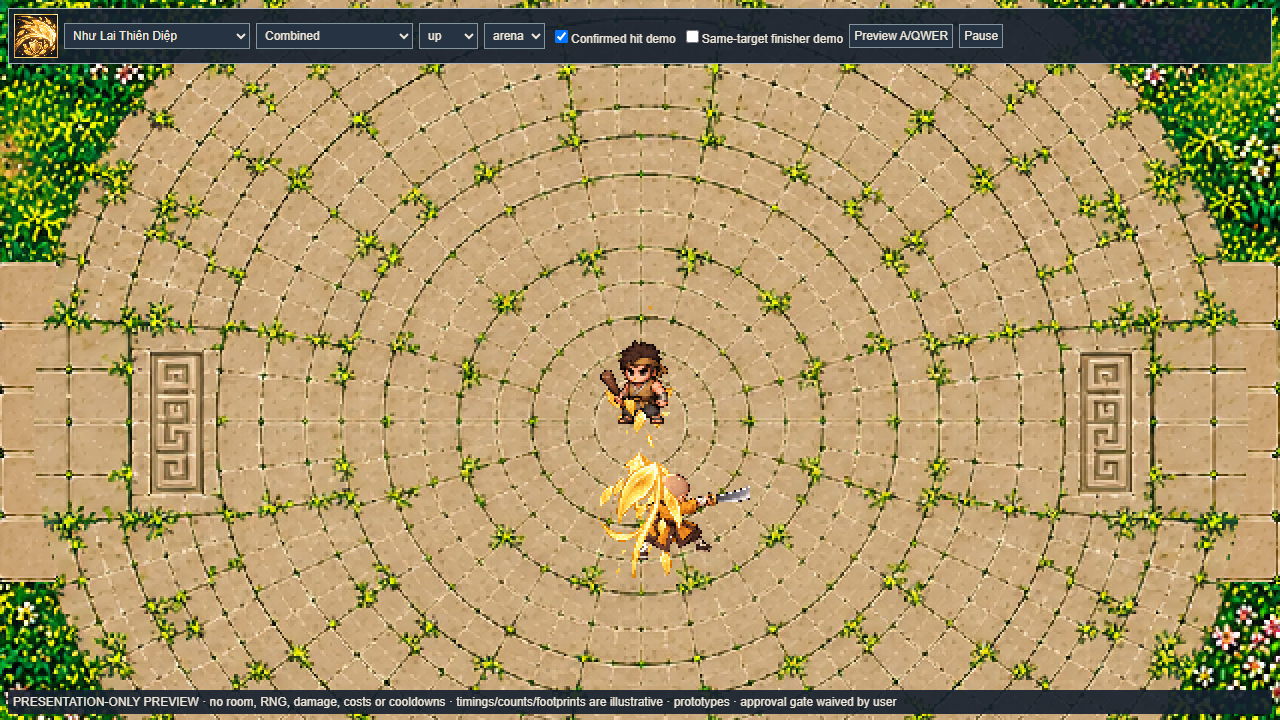 Như Lai Thiên Diệp Combined up arena Confirmed hit demo Same-target finisher demo Preview A/QWER Pause
PRESENTATION-ONLY PREVIEW · no room, RNG, damage, costs or cooldowns · timings/counts/footprints are illustrative · prototypes · approval gate waived by user